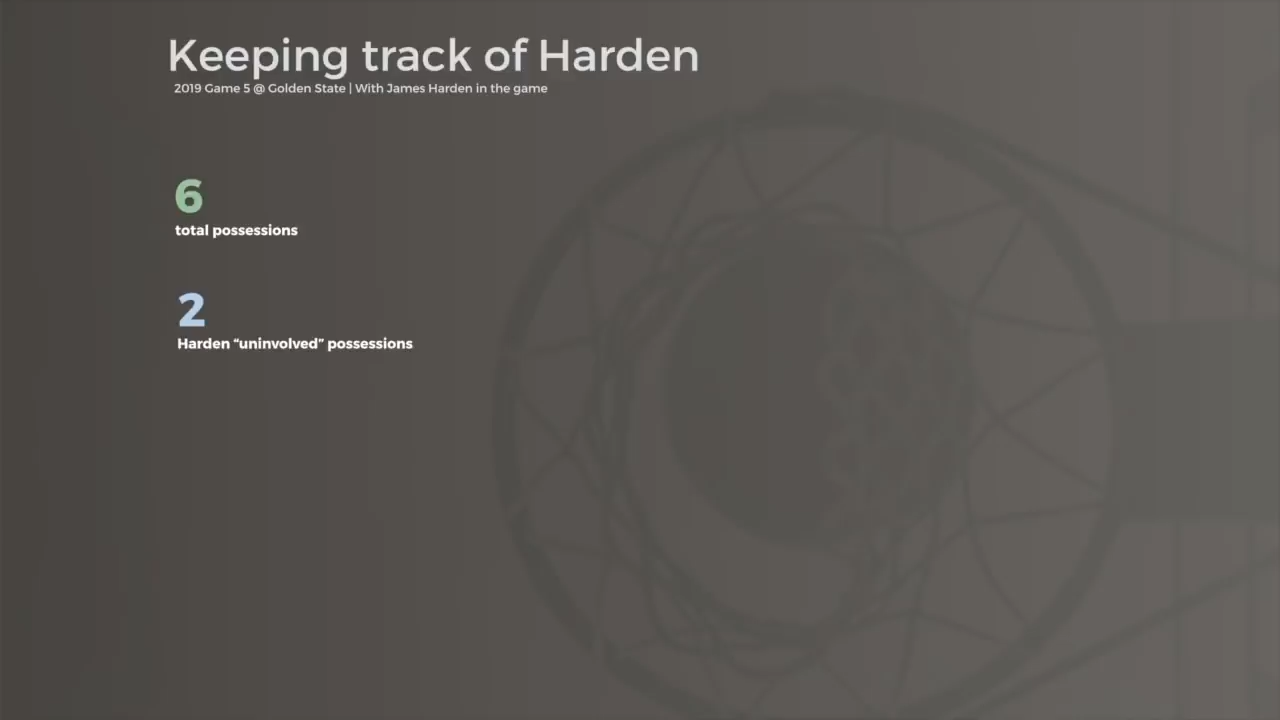 Keeping track of Harden
2019 Game 5 @ Golden State | With James Harden in the game
6
total possessions
2
Harden “uninvolved” possessions